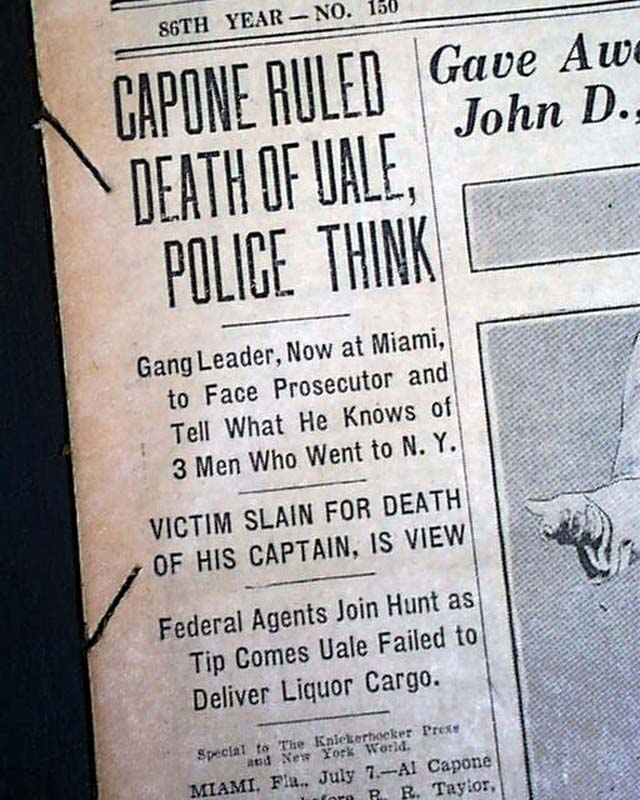 86TH YEAR — NO. 150
CAPONE RULED
DEATH OF UALE,
POLICE THINK
Gang Leader, Now at Miami,
to Face Prosecutor and
Tell What He Knows of
3 Men Who Went to N. Y.
VICTIM SLAIN FOR DEATH
OF HIS CAPTAIN, IS VIEW
Federal Agents Join Hunt as
Tip Comes Uale Failed to
Deliver Liquor Cargo.
Special to The Knickerbocker Press
and New York World.
MIAMI, Fla., July 7.—Al Capone
before R. R. Taylor,
Gave
John D.,